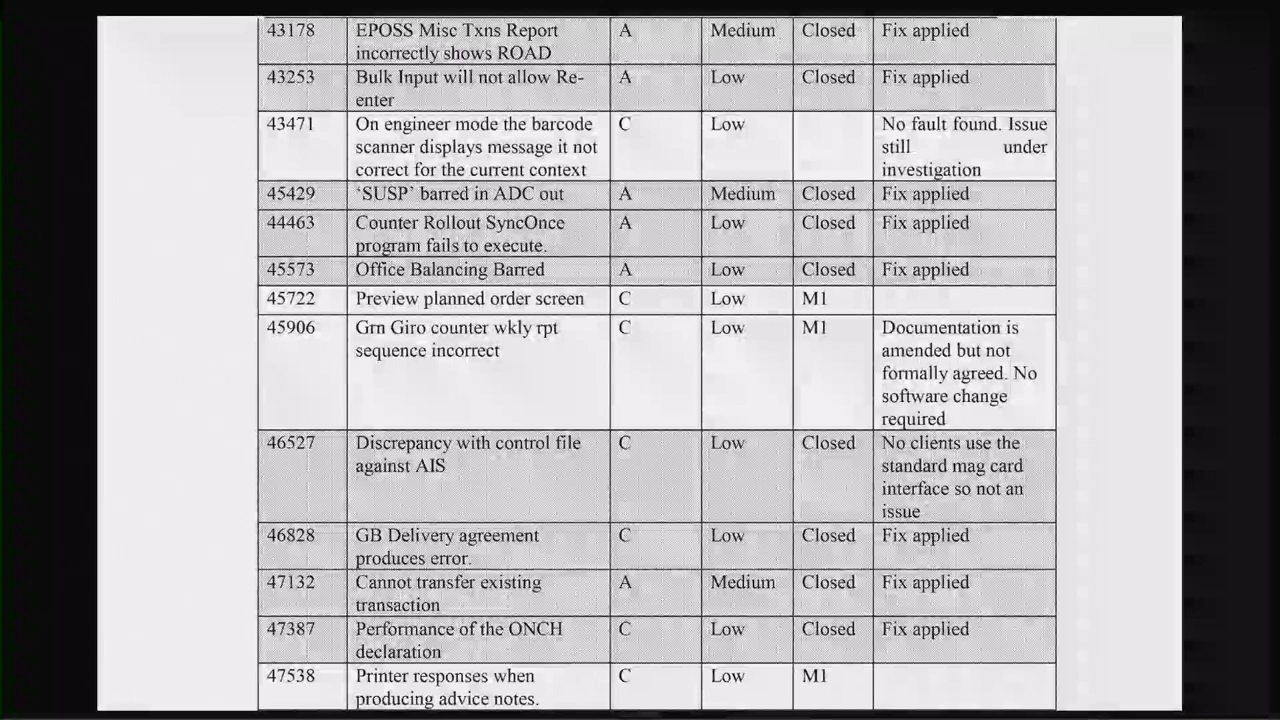 43178 EPOSS Misc Txns Report A Medium Closed Fix applied
incorrectly shows ROAD
43253 Bulk Input will not allow Re- A Low Closed Fix applied
enter
43471 On engineer mode the barcode C Low No fault found. Issue
scanner displays message it not still under
correct for the current context investigation
45429 ‘SUSP’ barred in ADC out A Medium Closed Fix applied
44463 Counter Rollout SyncOnce A Low Closed Fix applied
program fails to execute.
45573 Office Balancing Barred A Low Closed Fix applied
45722 Preview planned order screen C Low M1
45906 Grn Giro counter wkly rpt C Low M1 Documentation is
sequence incorrect amended but not
formally agreed. No
software change
required
46527 Discrepancy with control file C Low Closed No clients use the
against AIS standard mag card
interface so not an
issue
46828 GB Delivery agreement C Low Closed Fix applied
produces error.
47132 Cannot transfer existing A Medium Closed Fix applied
transaction
47387 Performance of the ONCH C Low Closed Fix applied
declaration
47538 Printer responses when C Low M1
producing advice notes.